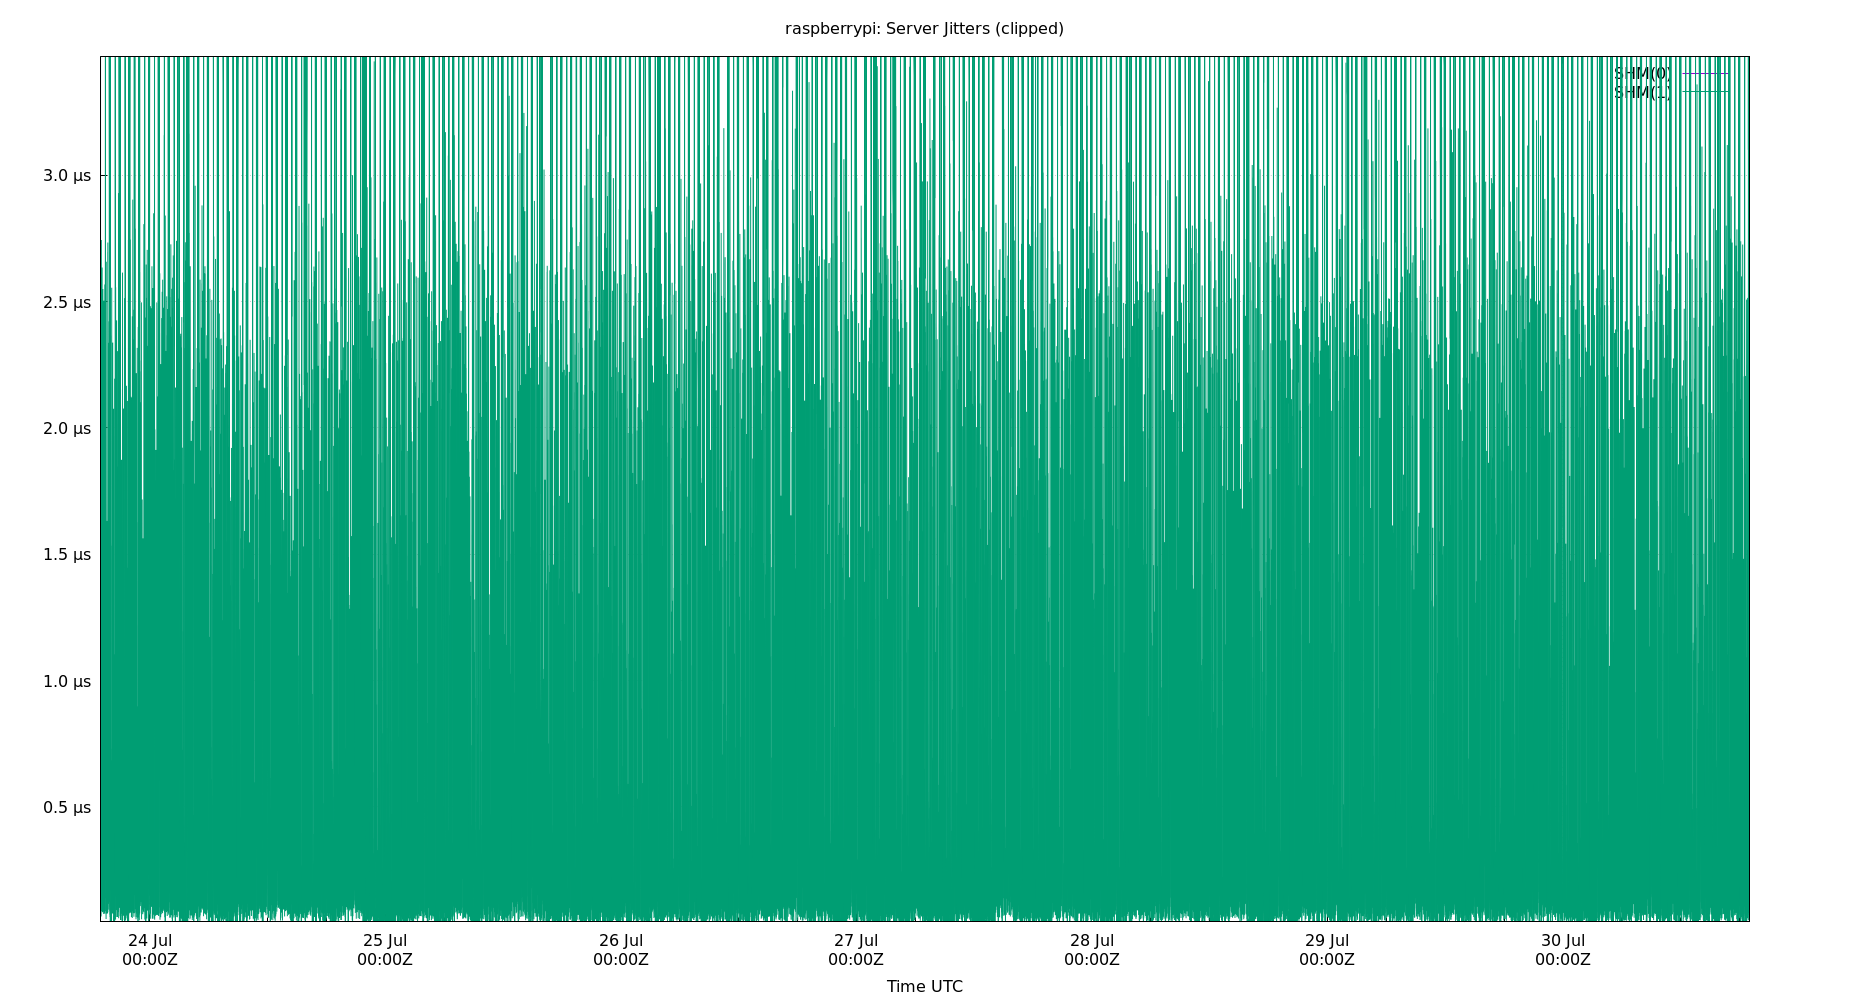 raspberrypi: Server Jitters (clipped)
SHM(0)
SHM(1)
3.0 µs
2.5 µs
2.0 µs
1.5 µs
1.0 µs
0.5 µs
24 Jul 25 Jul 26 Jul 27 Jul 28 Jul 29 Jul 30 Jul
00:00Z 00:00Z 00:00Z 00:00Z 00:00Z 00:00Z 00:00Z
Time UTC